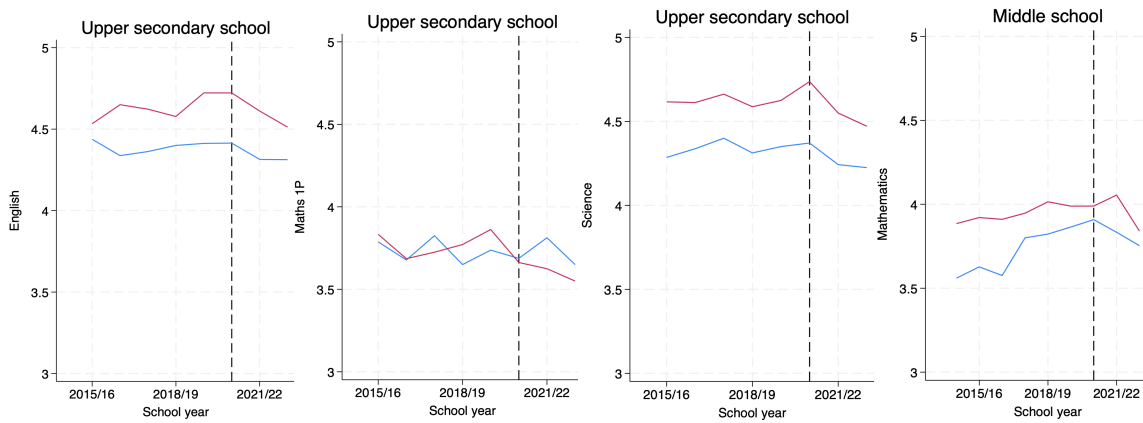 Upper secondary school
5
4.5
4
3.5
3
English
2015/16
2018/19
2021/22
School year
Upper secondary school
5
4.5
4
3.5
3
Maths 1P
2015/16
2018/19
2021/22
School year
Upper secondary school
5
4.5
4
3.5
3
Science
2015/16
2018/19
2021/22
School year
Middle school
5
4.5
4
3.5
3
Mathematics
2015/16
2018/19
2021/22
School year